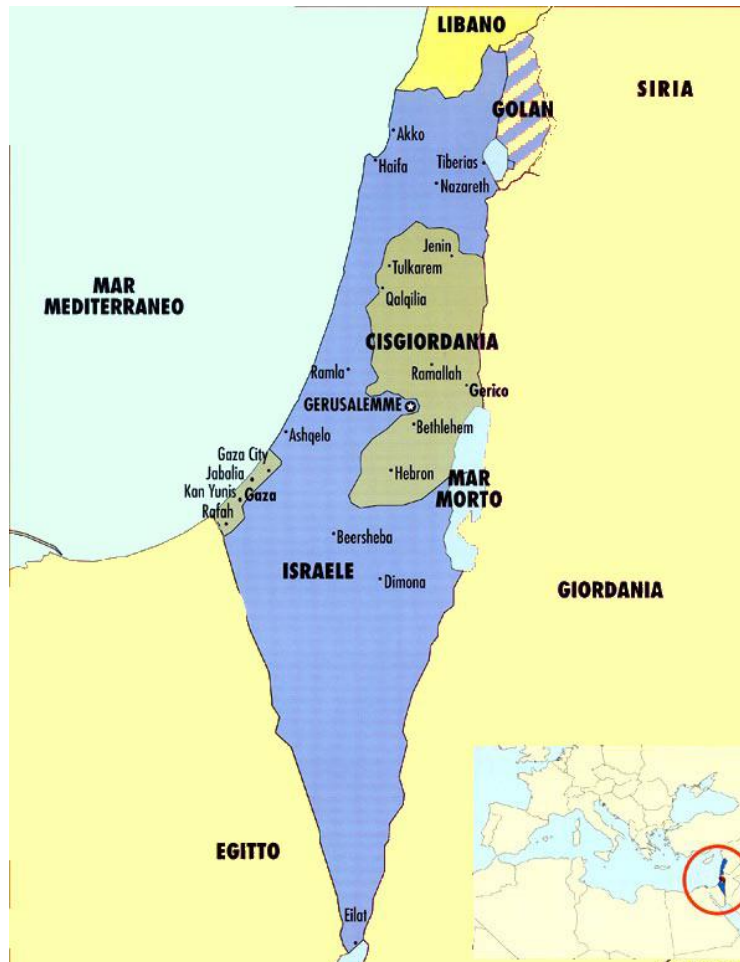 LIBANO
SIRIA
GOLAN
Akko
Haifa
Tiberias
Nazareth
Jenin
Tulkarem
MAR
MEDITERRANEO
Qalqilia
CISGIORDANIA
Ramla
Ramallah
Gerico
GERUSALEMME
Bethlehem
Ashqelo
Gaza City
Jabalia
Hebron
MAR
MORTO
Kan Yunis
Gaza
Rafah
Beersheba
ISRAELE
Dimona
GIORDANIA
EGITTO
Eilat